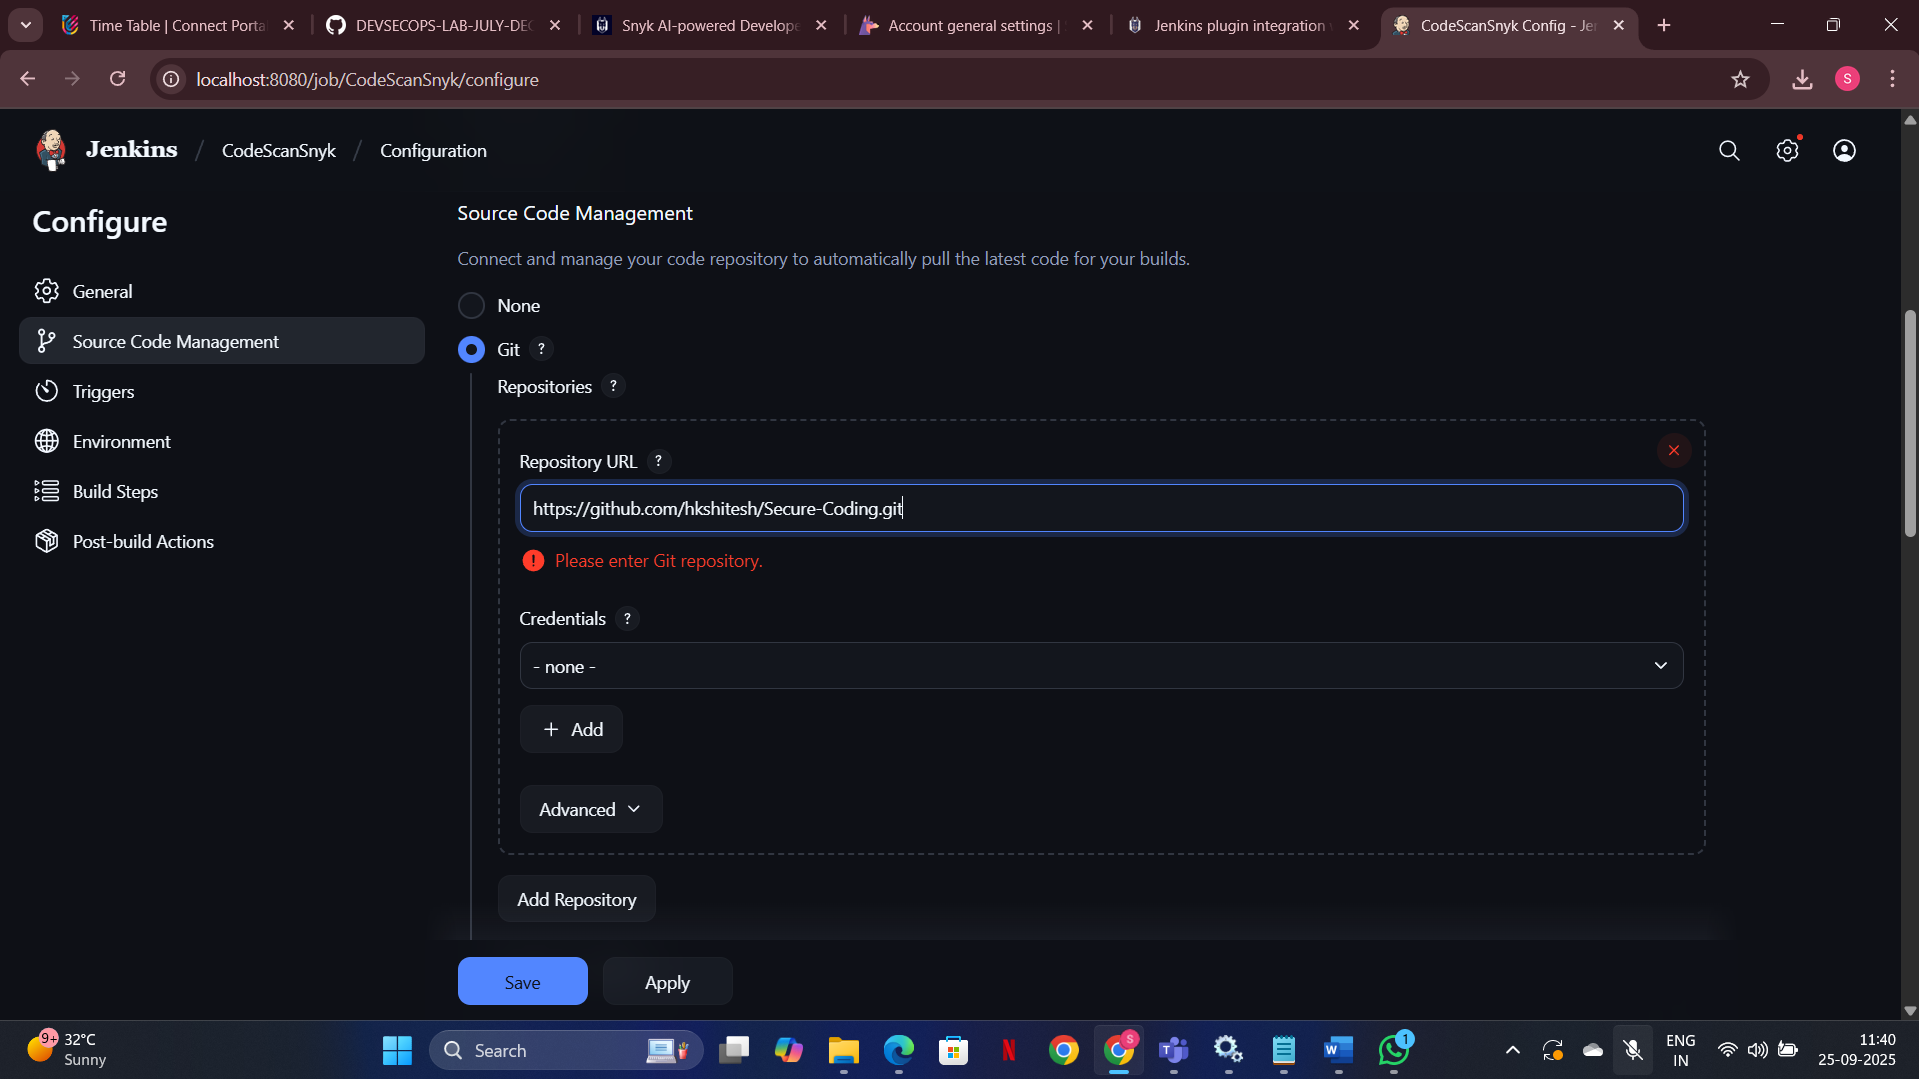 Time Table | Connect Porta
DEVSECOPS-LAB-JULY-DEC
Snyk AI-powered Develope
Account general settings |
Jenkins plugin integration
CodeScanSnyk Config - Je
localhost:8080/job/CodeScanSnyk/configure
S
Jenkins / CodeScanSnyk / Configuration
Configure
General
Source Code Management
Triggers
Environment
Build Steps
Post-build Actions
Source Code Management
Connect and manage your code repository to automatically pull the latest code for your builds.
None
Git ?
Repositories ?
Repository URL ?
https://github.com/hkshitesh/Secure-Coding.git
Please enter Git repository.
Credentials ?
- none -
+ Add
Advanced
Add Repository
Save
Apply
9+
32°C
Sunny
Search
S
1
ENG
IN
11:40
25-09-2025